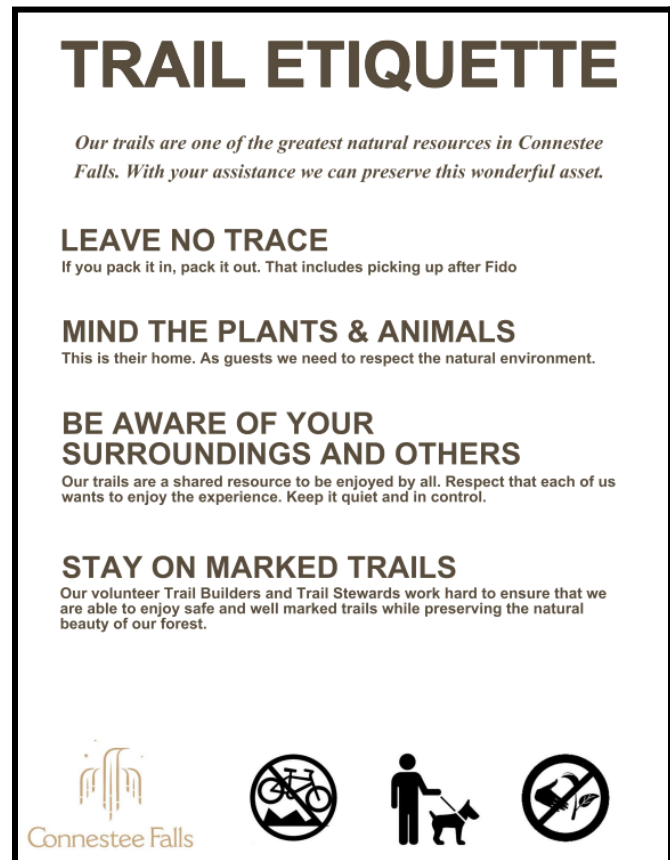 TRAIL ETIQUETTE
Our trails are one of the greatest natural resources in Connestee
Falls. With your assistance we can preserve this wonderful asset.
LEAVE NO TRACE
If you pack it in, pack it out. That includes picking up after Fido
MIND THE PLANTS & ANIMALS
This is their home. As guests we need to respect the natural environment.
BE AWARE OF YOUR
SURROUNDINGS AND OTHERS
Our trails are a shared resource to be enjoyed by all. Respect that each of us
wants to enjoy the experience. Keep it quiet and in control.
STAY ON MARKED TRAILS
Our volunteer Trail Builders and Trail Stewards work hard to ensure that we
are able to enjoy safe and well marked trails while preserving the natural
beauty of our forest.
Connestee Falls